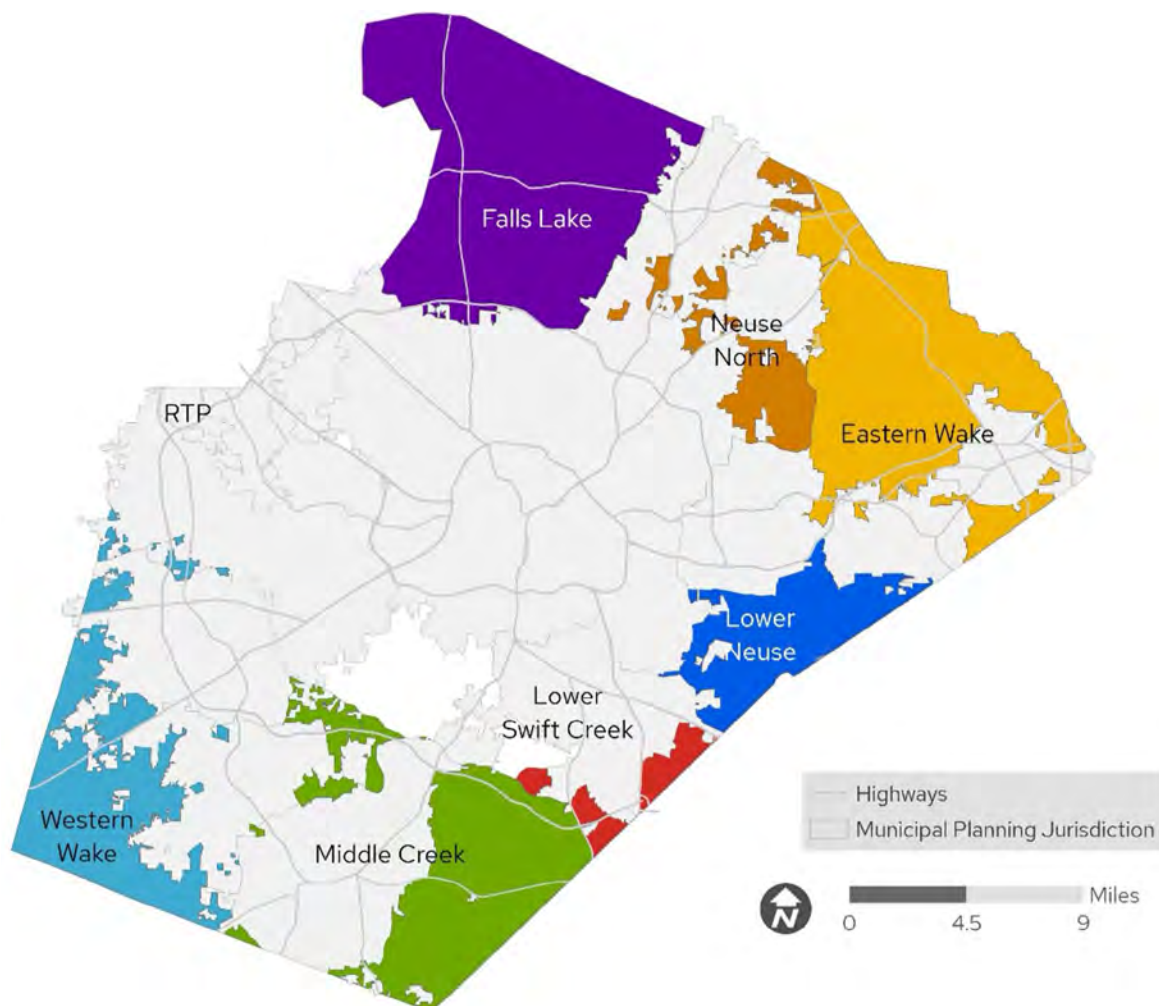 Falls Lake
Neuse
North
RTP
Eastern Wake
Lower
Neuse
Lower
Swift Creek
Western
Wake
Middle Creek
Highways
Municipal Planning Jurisdiction
N
Miles
0
4.5
9